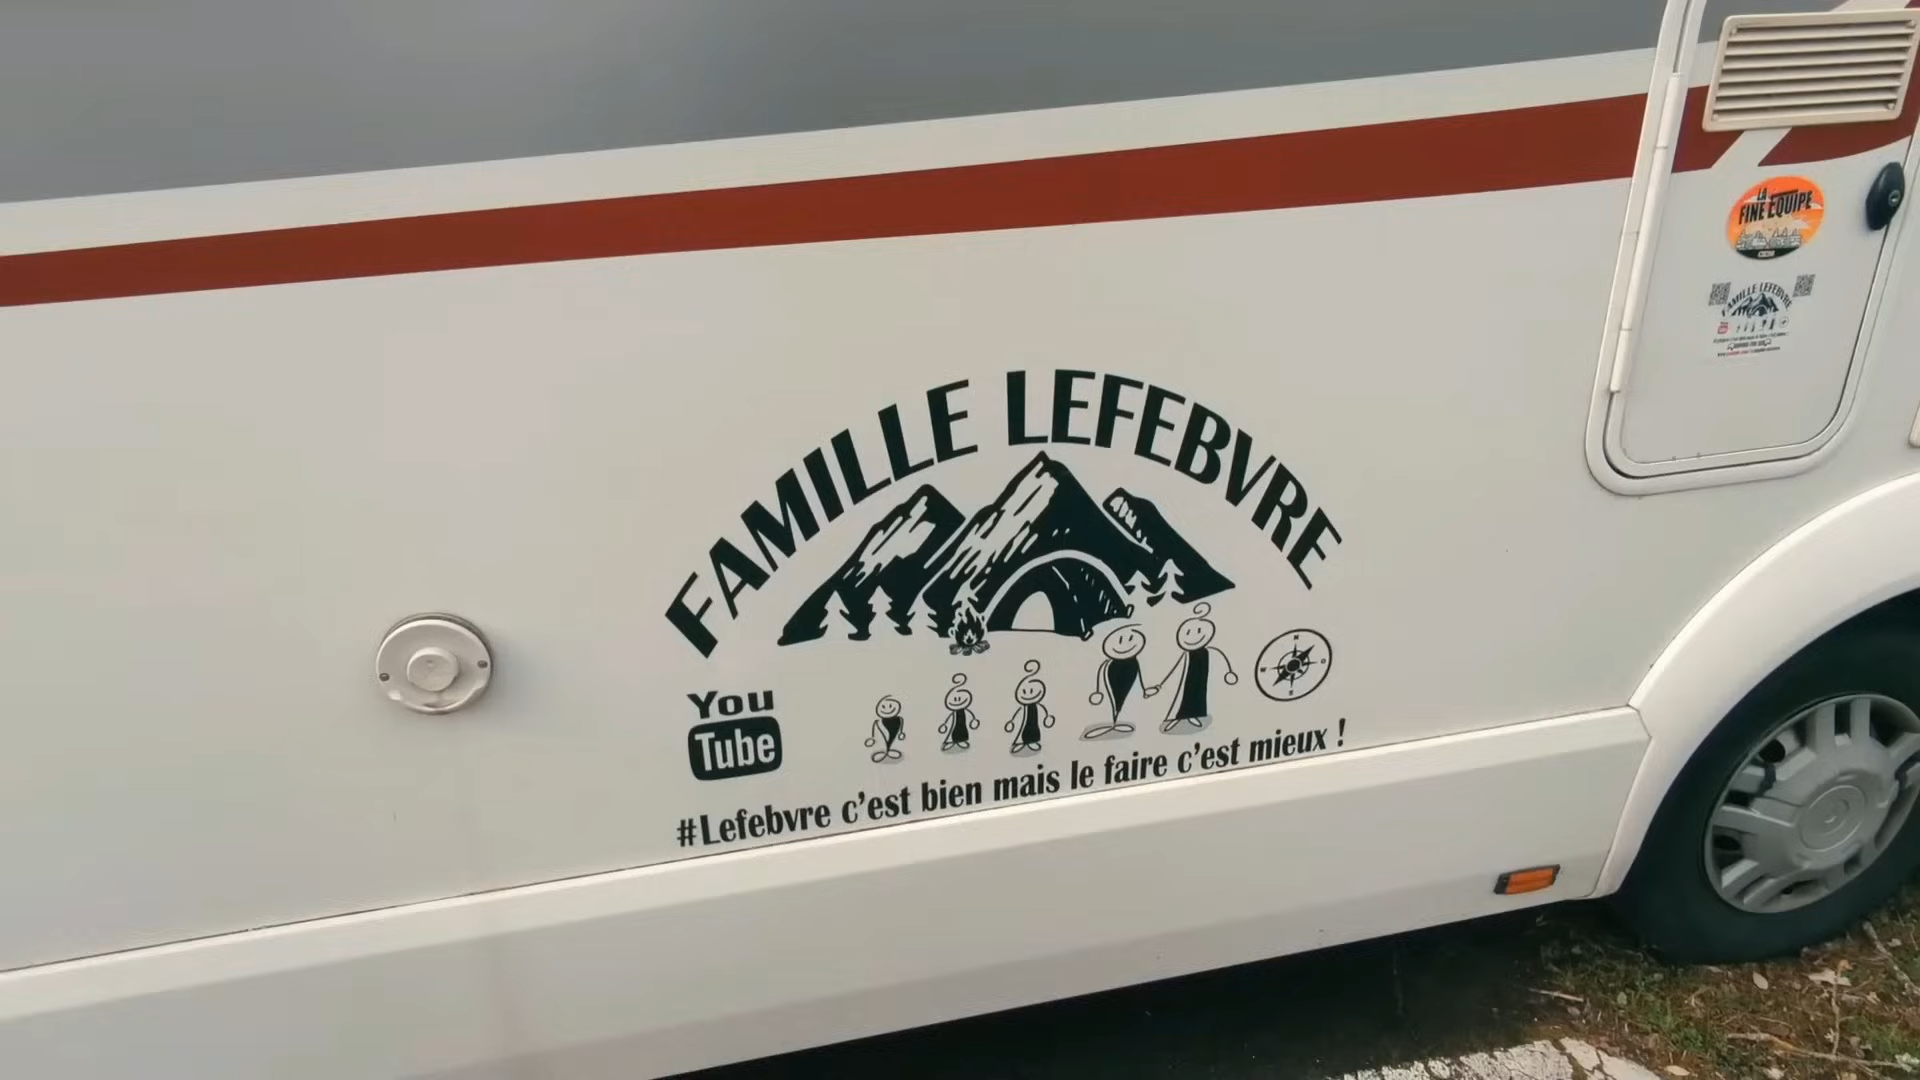 LA
FINE EQUIPE
FAMILLE LEFEBVRE
FAMILLE LEFEBVRE
N
You
Tube
#Lefebvre c'est bien mais le faire c'est mieux !